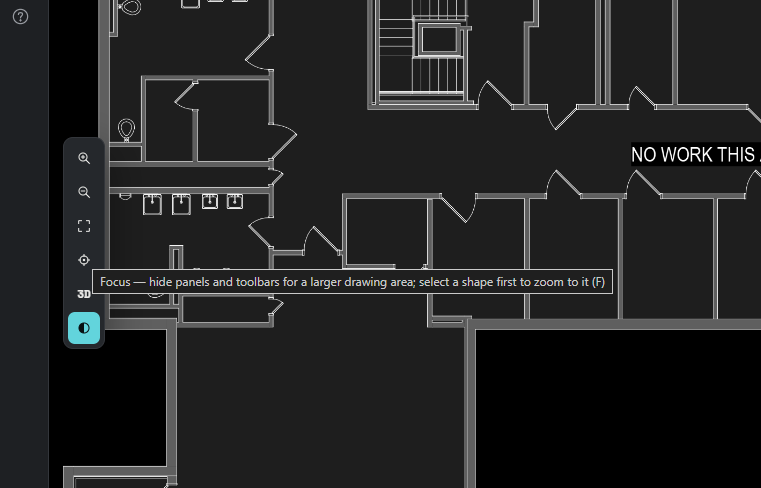 NO WORK THIS
Focus — hide panels and toolbars for a larger drawing area; select a shape first to zoom to it (F)
3D